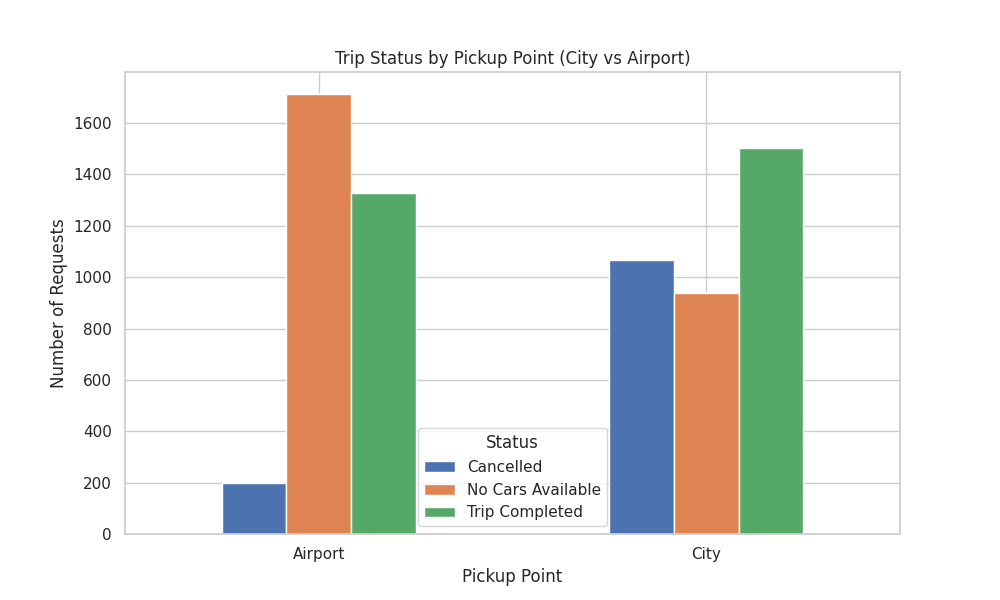 Trip Status by Pickup Point (City vs Airport)
Number of Requests
1600
1400
1200
1000
800
600
400
200
0
Status
Cancelled
No Cars Available
Trip Completed
Airport
City
Pickup Point